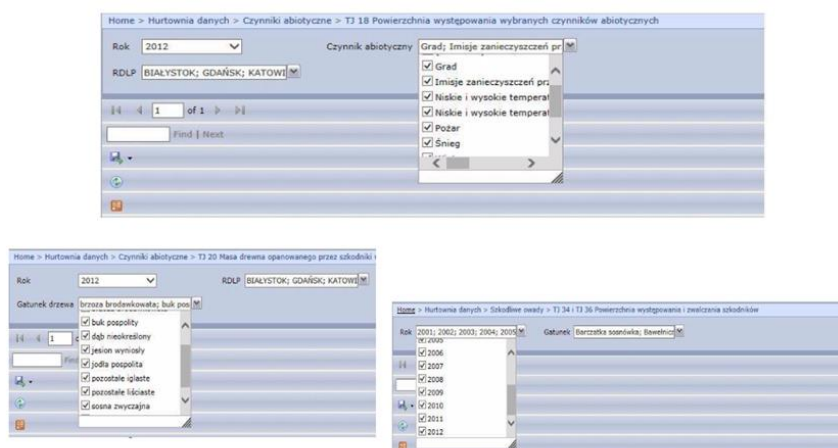 Home > Hurtownia danych > Czynniki abiotyczne > TJ 18 Powierzchnia występowania wybranych czynników abiotycznych
Rok 2012 Czynnik abiotyczny Grad; Imisje zanieczyszczeń pr
RDLP BIAŁYSTOK; GDAŃSK; KATOWI
Grad
Imisje zanieczyszczeń prz
Niskie i wysokie temperat
Niskie i wysokie temperat
Pożar
Śnieg
1 of 1
Find | Next
Home > Hurtownia danych > Czynniki abiotyczne > TJ 20 Masa drewna opanowanego przez szkodniki
Rok 2012 RDLP BIAŁYSTOK; GDAŃSK; KATOWI
Gatunek drzewa brzoza brodawkowata; buk pos
buk pospolity
dąb nieokreślony
jesion wyniosły
jodła pospolita
pozostałe iglaste
pozostałe liściaste
sosna zwyczajna
1
Home > Hurtownia danych > Szkodliwe owady > TJ 34 i TJ 36 Powierzchnia występowania i zwalczania szkodników
Rok 2001; 2002; 2003; 2004; 2005 Gatunek Barczatka sosnówka; Bawełnic
2005
2006
2007
2008
2009
2010
2011
2012